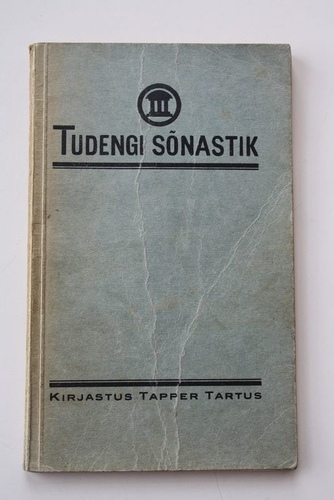 TUDENGI SÕNASTIK
KIRJASTUS TAPPER TARTUS